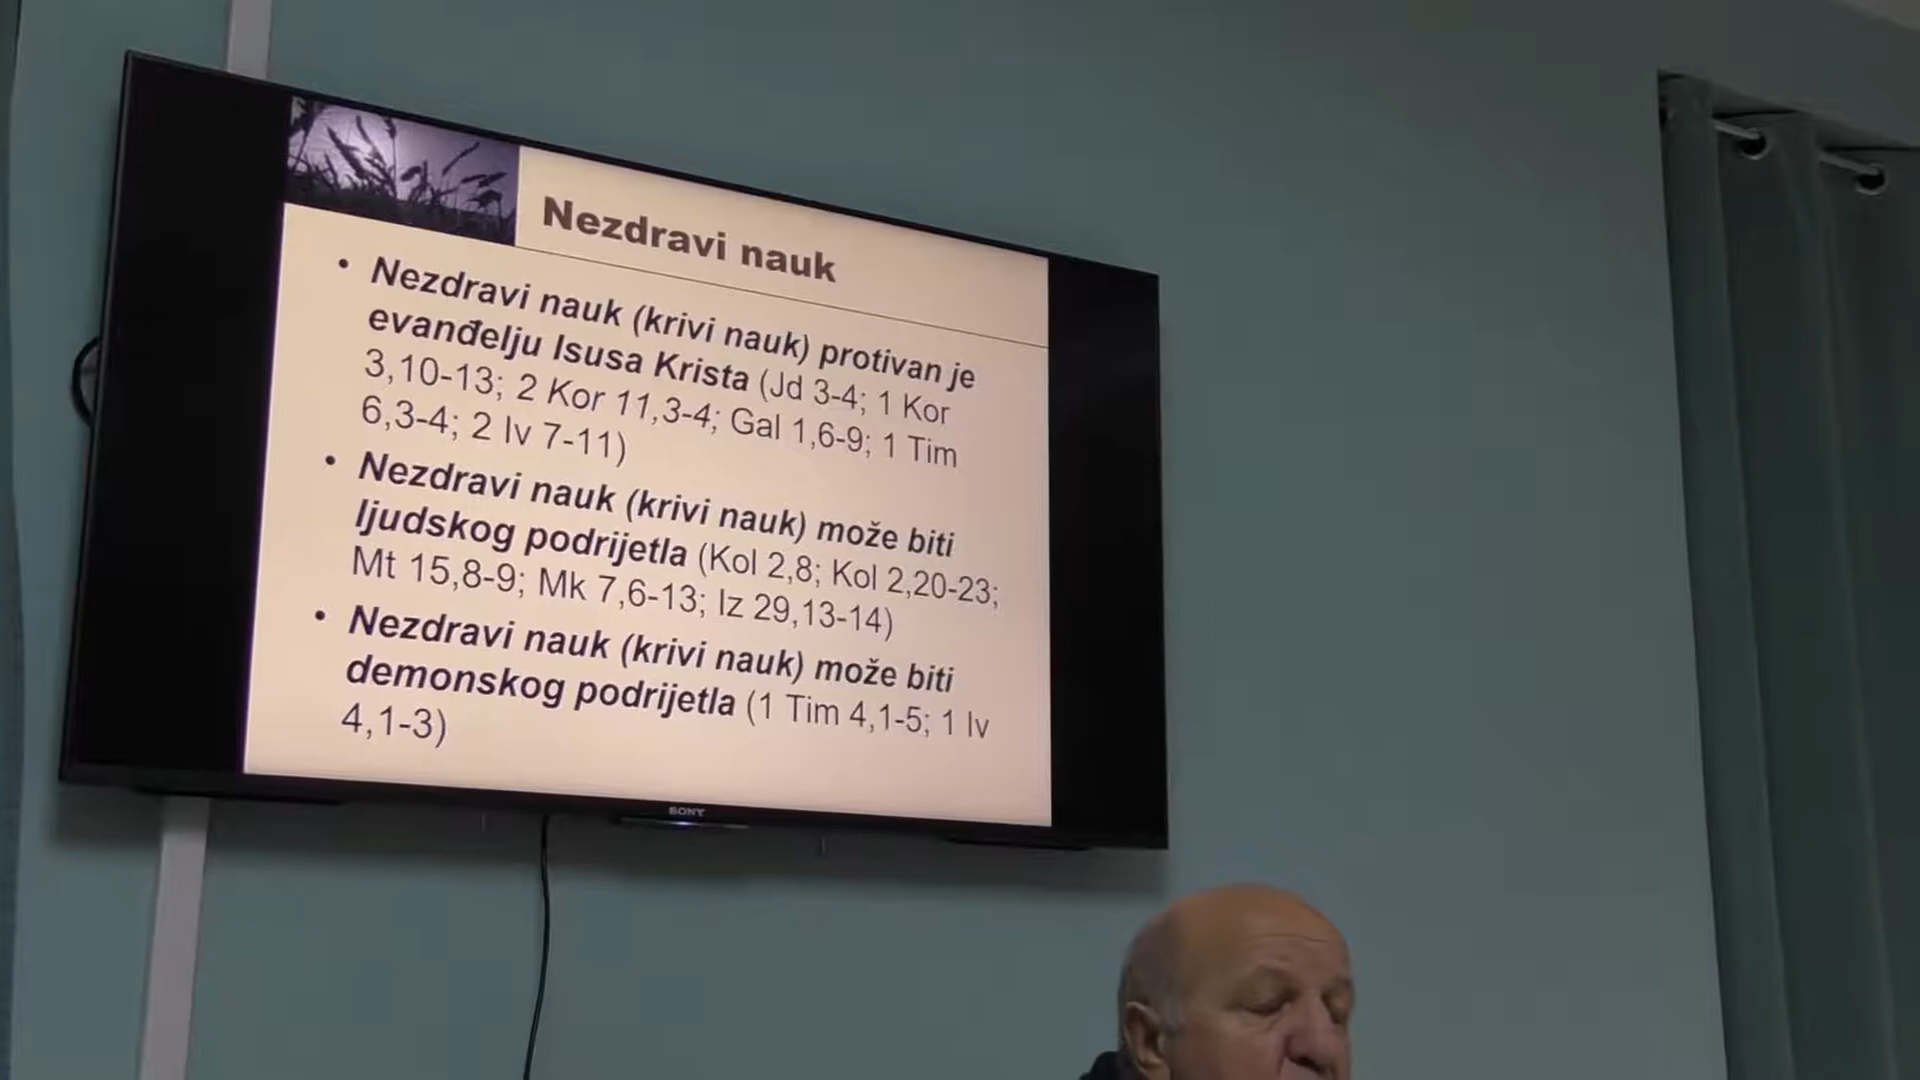 Nezdravi nauk
• Nezdravi nauk (krivi nauk) protivan je
evanđelju Isusa Krista (Jd 3-4; 1 Kor
3,10-13; 2 Kor 11,3-4; Gal 1,6-9; 1 Tim
6,3-4; 2 Iv 7-11)
• Nezdravi nauk (krivi nauk) može biti
ljudskog podrijetla (Kol 2,8; Kol 2,20-23;
Mt 15,8-9; Mk 7,6-13; Iz 29,13-14)
• Nezdravi nauk (krivi nauk) može biti
demonskog podrijetla (1 Tim 4,1-5; 1 Iv
4,1-3)
SONY